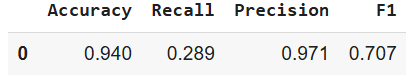 Accuracy Recall Precision F1
0 0.940 0.289 0.971 0.707